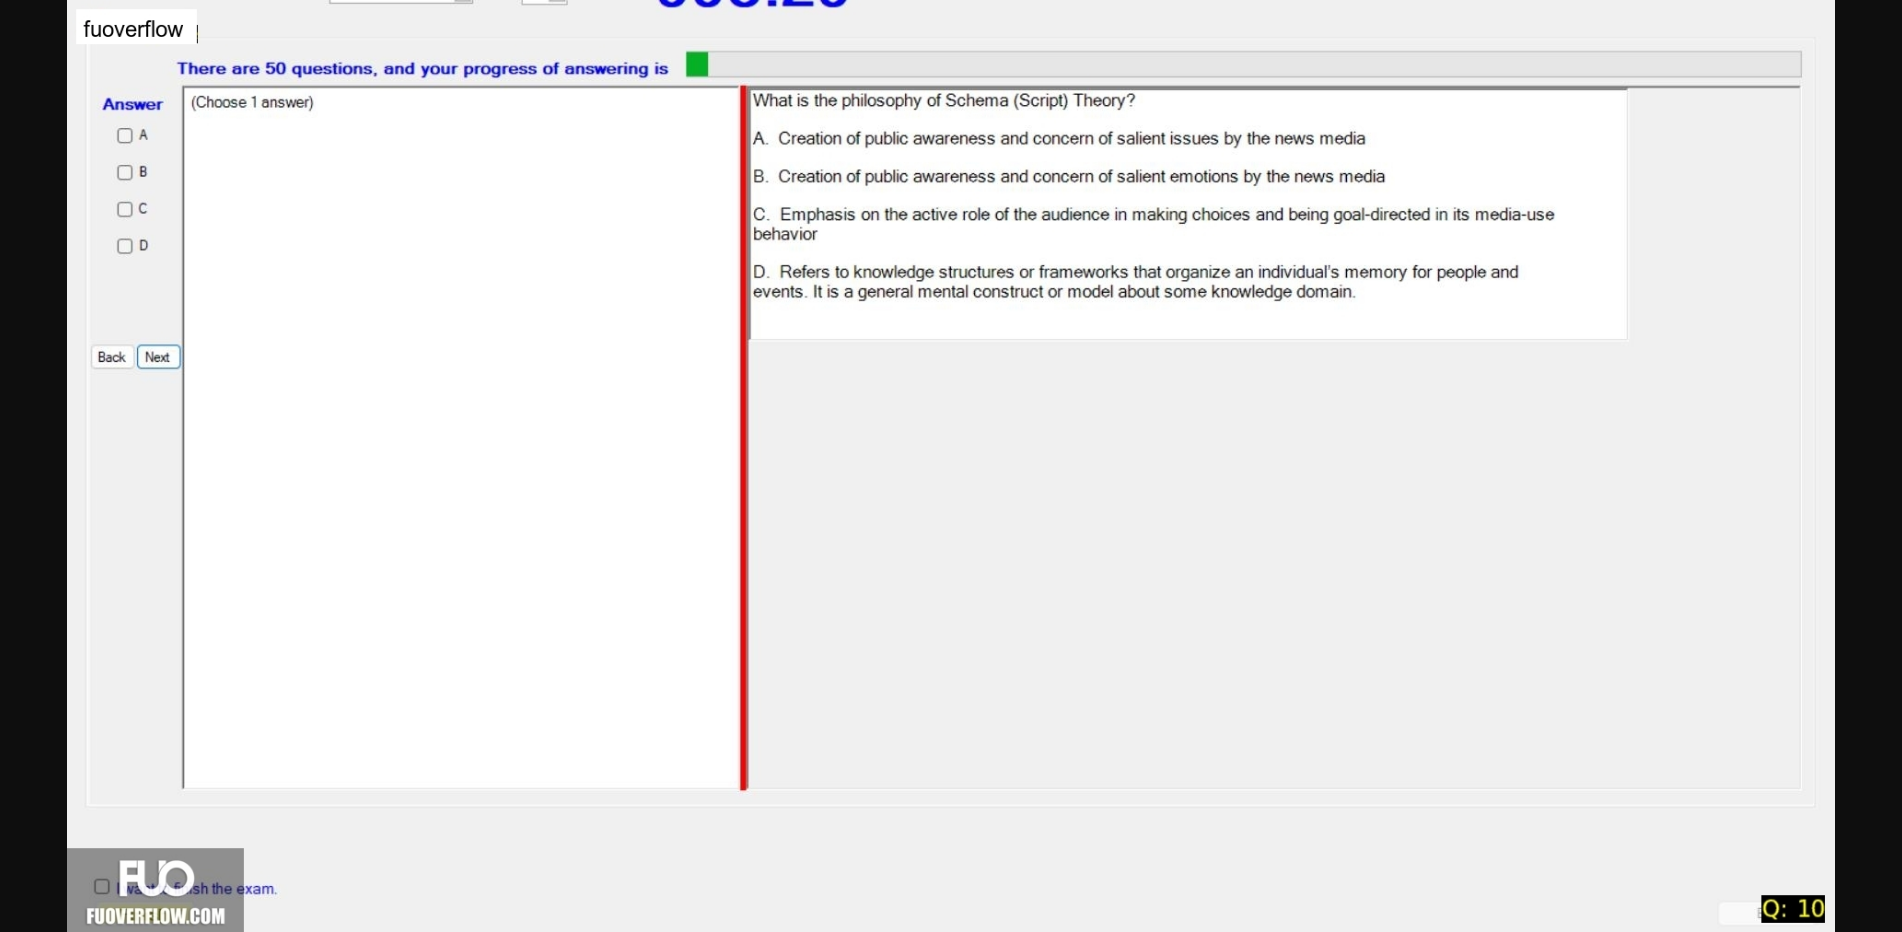 fuoverflow
There are 50 questions, and your progress of answering is
Answer
(Choose 1 answer)
A
B
C
D
Back Next
What is the philosophy of Schema (Script) Theory?
A. Creation of public awareness and concern of salient issues by the news media
B. Creation of public awareness and concern of salient emotions by the news media
C. Emphasis on the active role of the audience in making choices and being goal-directed in its media-use
behavior
D. Refers to knowledge structures or frameworks that organize an individual's memory for people and
events. It is a general mental construct or model about some knowledge domain.
FUO
the exam.
FUOVERFLOW.COM
Q: 10